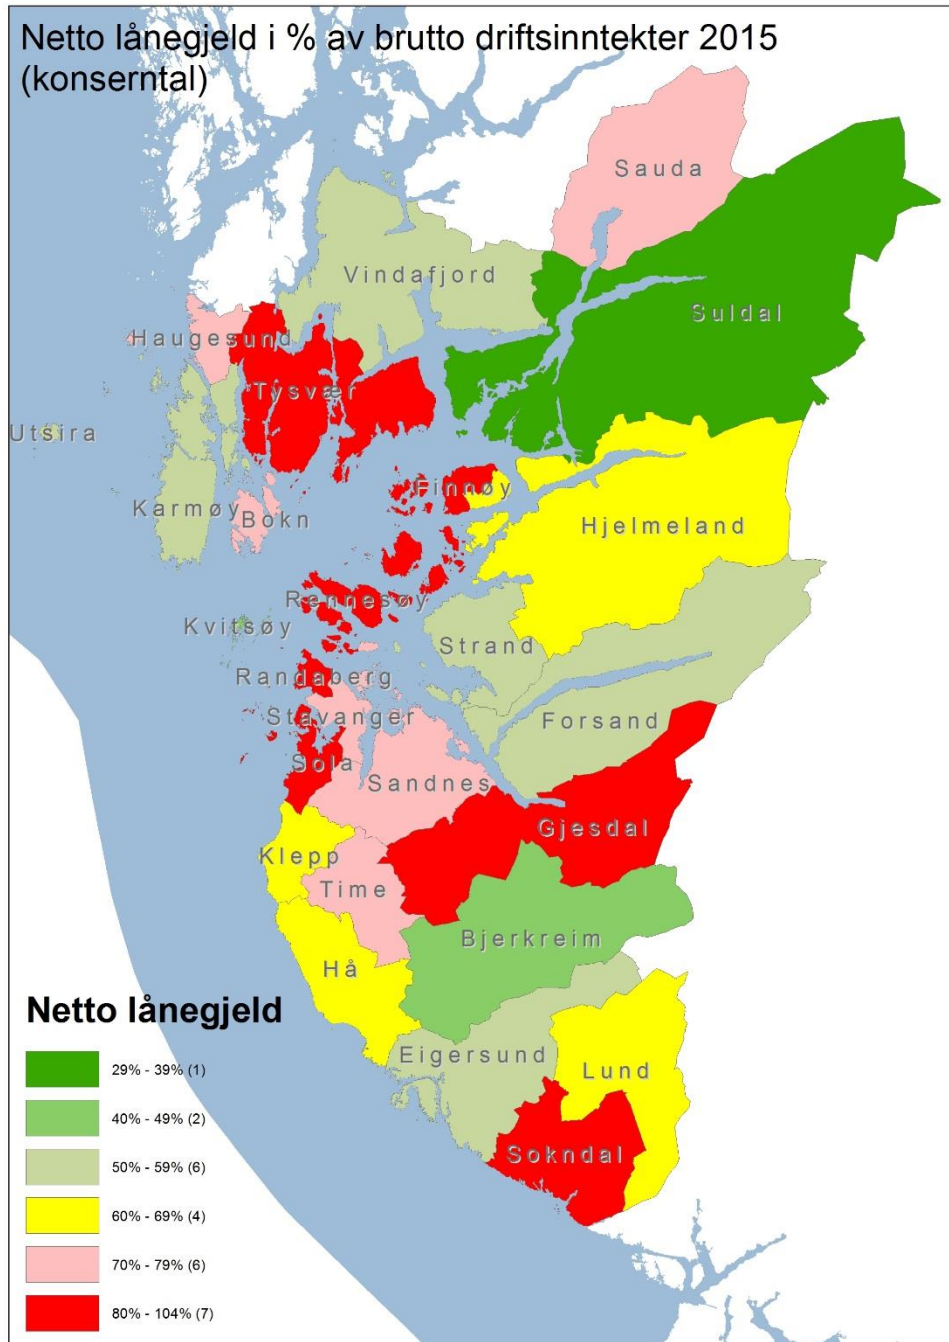 Netto lånegjeld i % av brutto driftsinntekter 2015
(konserntal)
Sauda
Vindafjord
Suldal
Haugesund
Tysvær
Utsira
Finnøy
Karmøy
Bokn
Hjelmeland
Rennesøy
Kvitsøy
Strand
Randaberg
Stavanger
Forsand
Sola
Sandnes
Gjesdal
Klepp
Time
Bjerkreim
Hå
Eigersund
Lund
Sokndal
Netto lånegjeld
29% - 39% (1)
40% - 49% (2)
50% - 59% (6)
60% - 69% (4)
70% - 79% (6)
80% - 104% (7)